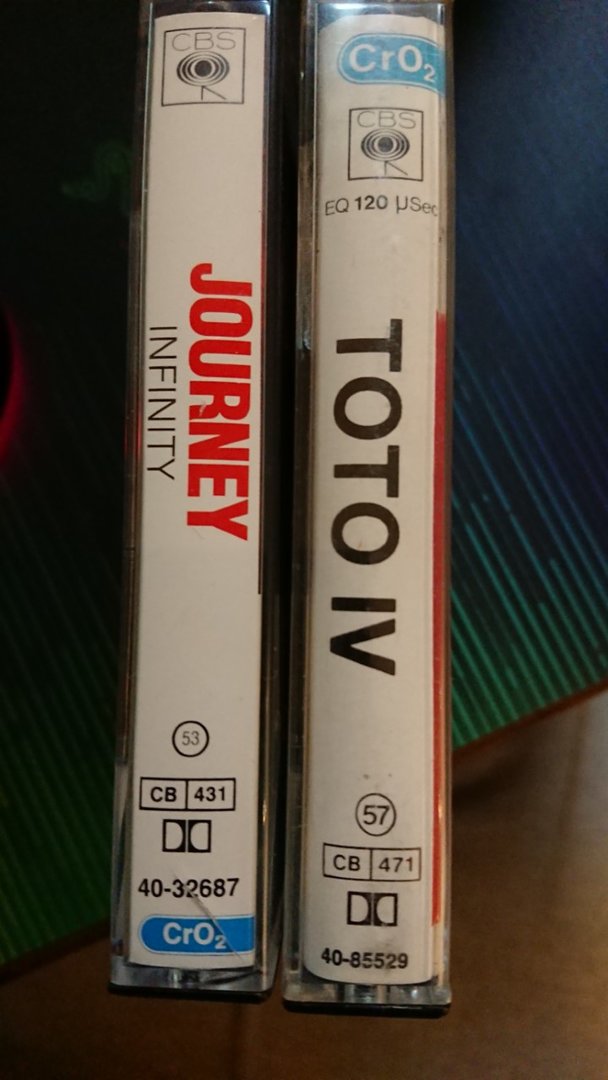 CBS
JOURNEY
INFINITY
53
CB 431
40-32687
CrO₂
CrO₂
CBS
EQ 120 µSec
TOTO IV
57
CB 471
40-85529